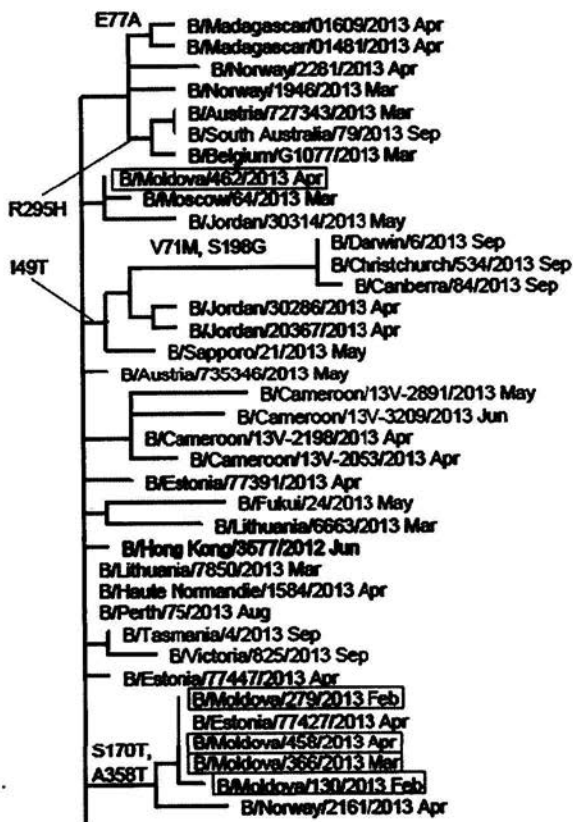 E77A
B/Madagascar/01609/2013 Apr
B/Madagascar/01481/2013 Apr
B/Norway/2281/2013 Apr
B/Norway/1946/2013 Mar
B/Austria/727343/2013 Mar
B/South Australia/79/2013 Sep
B/Belgium/G1077/2013 Mar
B/Moldova/462/2013 Apr
R295H
B/Moscow/64/2013 Mar
B/Jordan/30314/2013 May
V71M, S198G
B/Darwin/6/2013 Sep
I49T
B/Christchurch/534/2013 Sep
B/Canberra/84/2013 Sep
B/Jordan/30286/2013 Apr
B/Jordan/20367/2013 Apr
B/Sapporo/21/2013 May
B/Austria/735346/2013 May
B/Cameroon/13V-2891/2013 May
B/Cameroon/13V-3209/2013 Jun
B/Cameroon/13V-2198/2013 Apr
B/Cameroon/13V-2053/2013 Apr
B/Estonia/77391/2013 Apr
B/Fukui/24/2013 May
B/Lithuania/6663/2013 Mar
B/Hong Kong/3577/2012 Jun
B/Lithuania/7850/2013 Mar
B/Haute Normandie/1584/2013 Apr
B/Perth/75/2013 Aug
B/Tasmania/4/2013 Sep
B/Victoria/825/2013 Sep
B/Estonia/77447/2013 Apr
B/Moldova/279/2013 Feb
B/Estonia/77427/2013 Apr
S170T,
B/Moldova/458/2013 Apr
B/Moldova/366/2013 Mar
A358T
B/Moldova/130/2013 Feb
B/Norway/2161/2013 Apr